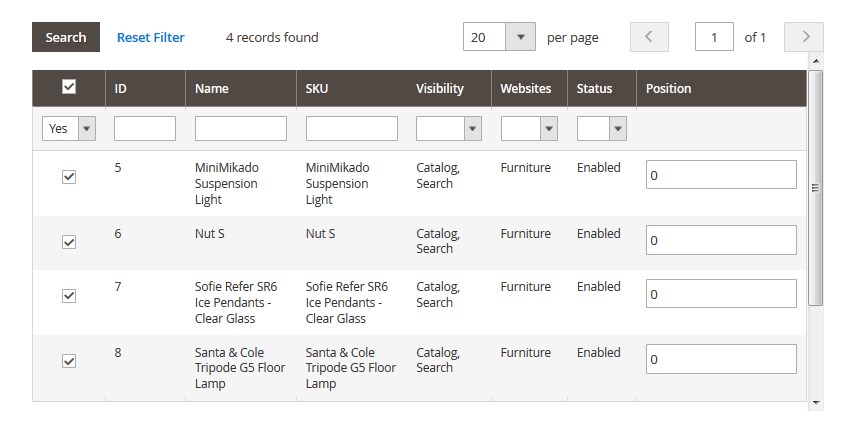 Search Reset Filter 4 records found 20 per page 1 of 1
ID Name SKU Visibility Websites Status Position
Yes
5 MiniMikado MiniMikado Catalog, Furniture Enabled 0
Suspension Suspension Search
Light Light
6 Nut S Nut S Catalog, Furniture Enabled 0
Search
7 Sofie Refer SR6 Sofie Refer SR6 Catalog, Furniture Enabled 0
Ice Pendants - Ice Pendants - Search
Clear Glass Clear Glass
8 Santa & Cole Santa & Cole Catalog, Furniture Enabled 0
Tripode G5 Floor Tripode G5 Floor Search
Lamp Lamp